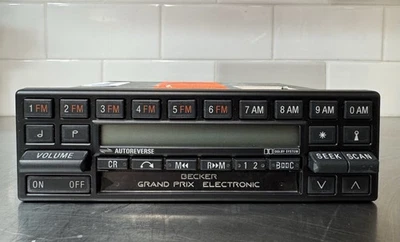 1 FM 2 FM 3 FM 4 FM 5 FM 6 FM 7 AM 8 AM 9 AM 0 AM
AUTOREVERSE DOLBY SYSTEM
VOLUME CR M◀◀ R▶▶M 1 2 SEEK SCAN
BECKER
ON OFF GRAND PRIX ELECTRONIC